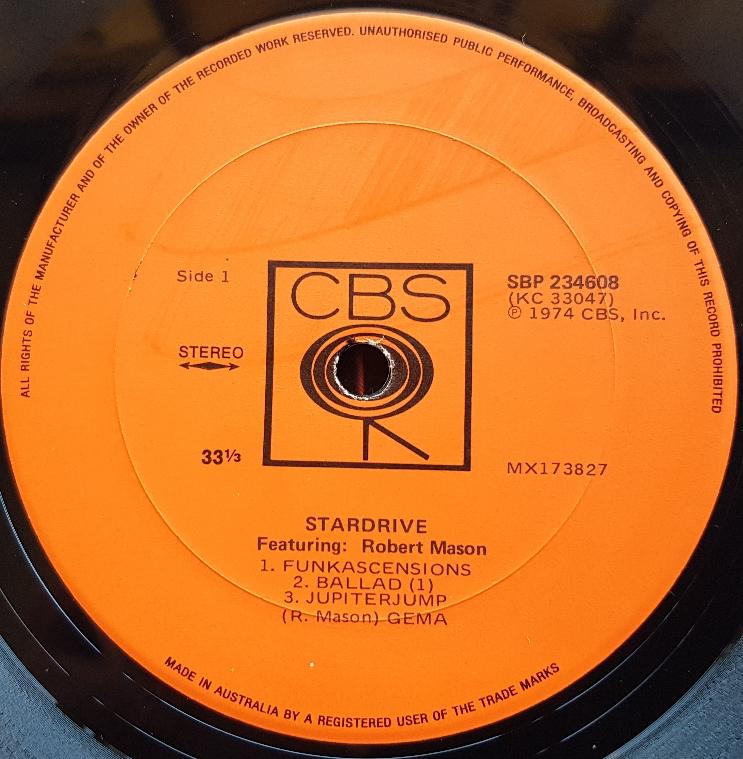 ALL RIGHTS OF THE MANUFACTURER AND OF THE OWNER OF THE RECORDED WORK RESERVED. UNAUTHORISED PUBLIC PERFORMANCE, BROADCASTING AND COPYING OF THIS RECORD PROHIBITED
Side 1
CBS
SBP 234608
(KC 33047)
℗ 1974 CBS, Inc.
STEREO
33⅓
MX173827
STARDRIVE
Featuring: Robert Mason
1. FUNKASCENSIONS
2. BALLAD (1)
3. JUPITERJUMP
(R. Mason) GEMA
MADE IN AUSTRALIA BY A REGISTERED USER OF THE TRADE MARKS